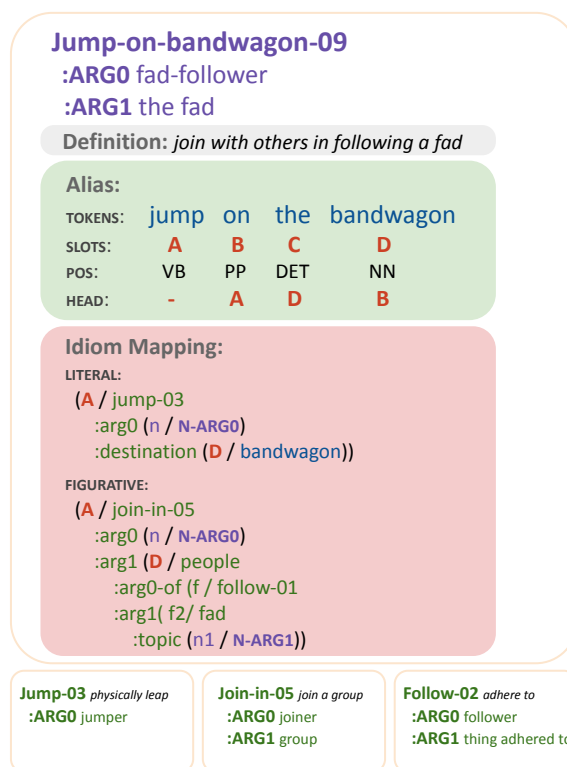 Jump-on-bandwagon-09
:ARG0 fad-follower
:ARG1 the fad
Definition: join with others in following a fad
Alias:
TOKENS: jump on the bandwagon
SLOTS: A B C D
POS: VB PP DET NN
HEAD: - A D B
Idiom Mapping:
LITERAL:
(A / jump-03
:arg0 (n / N-ARG0)
:destination (D / bandwagon))
FIGURATIVE:
(A / join-in-05
:arg0 (n / N-ARG0)
:arg1 (D / people
:arg0-of (f / follow-01
:arg1( f2/ fad
:topic (n1 / N-ARG1))
Jump-03 physically leap
:ARG0 jumper
Join-in-05 join a group
:ARG0 joiner
:ARG1 group
Follow-02 adhere to
:ARG0 follower
:ARG1 thing adhered to